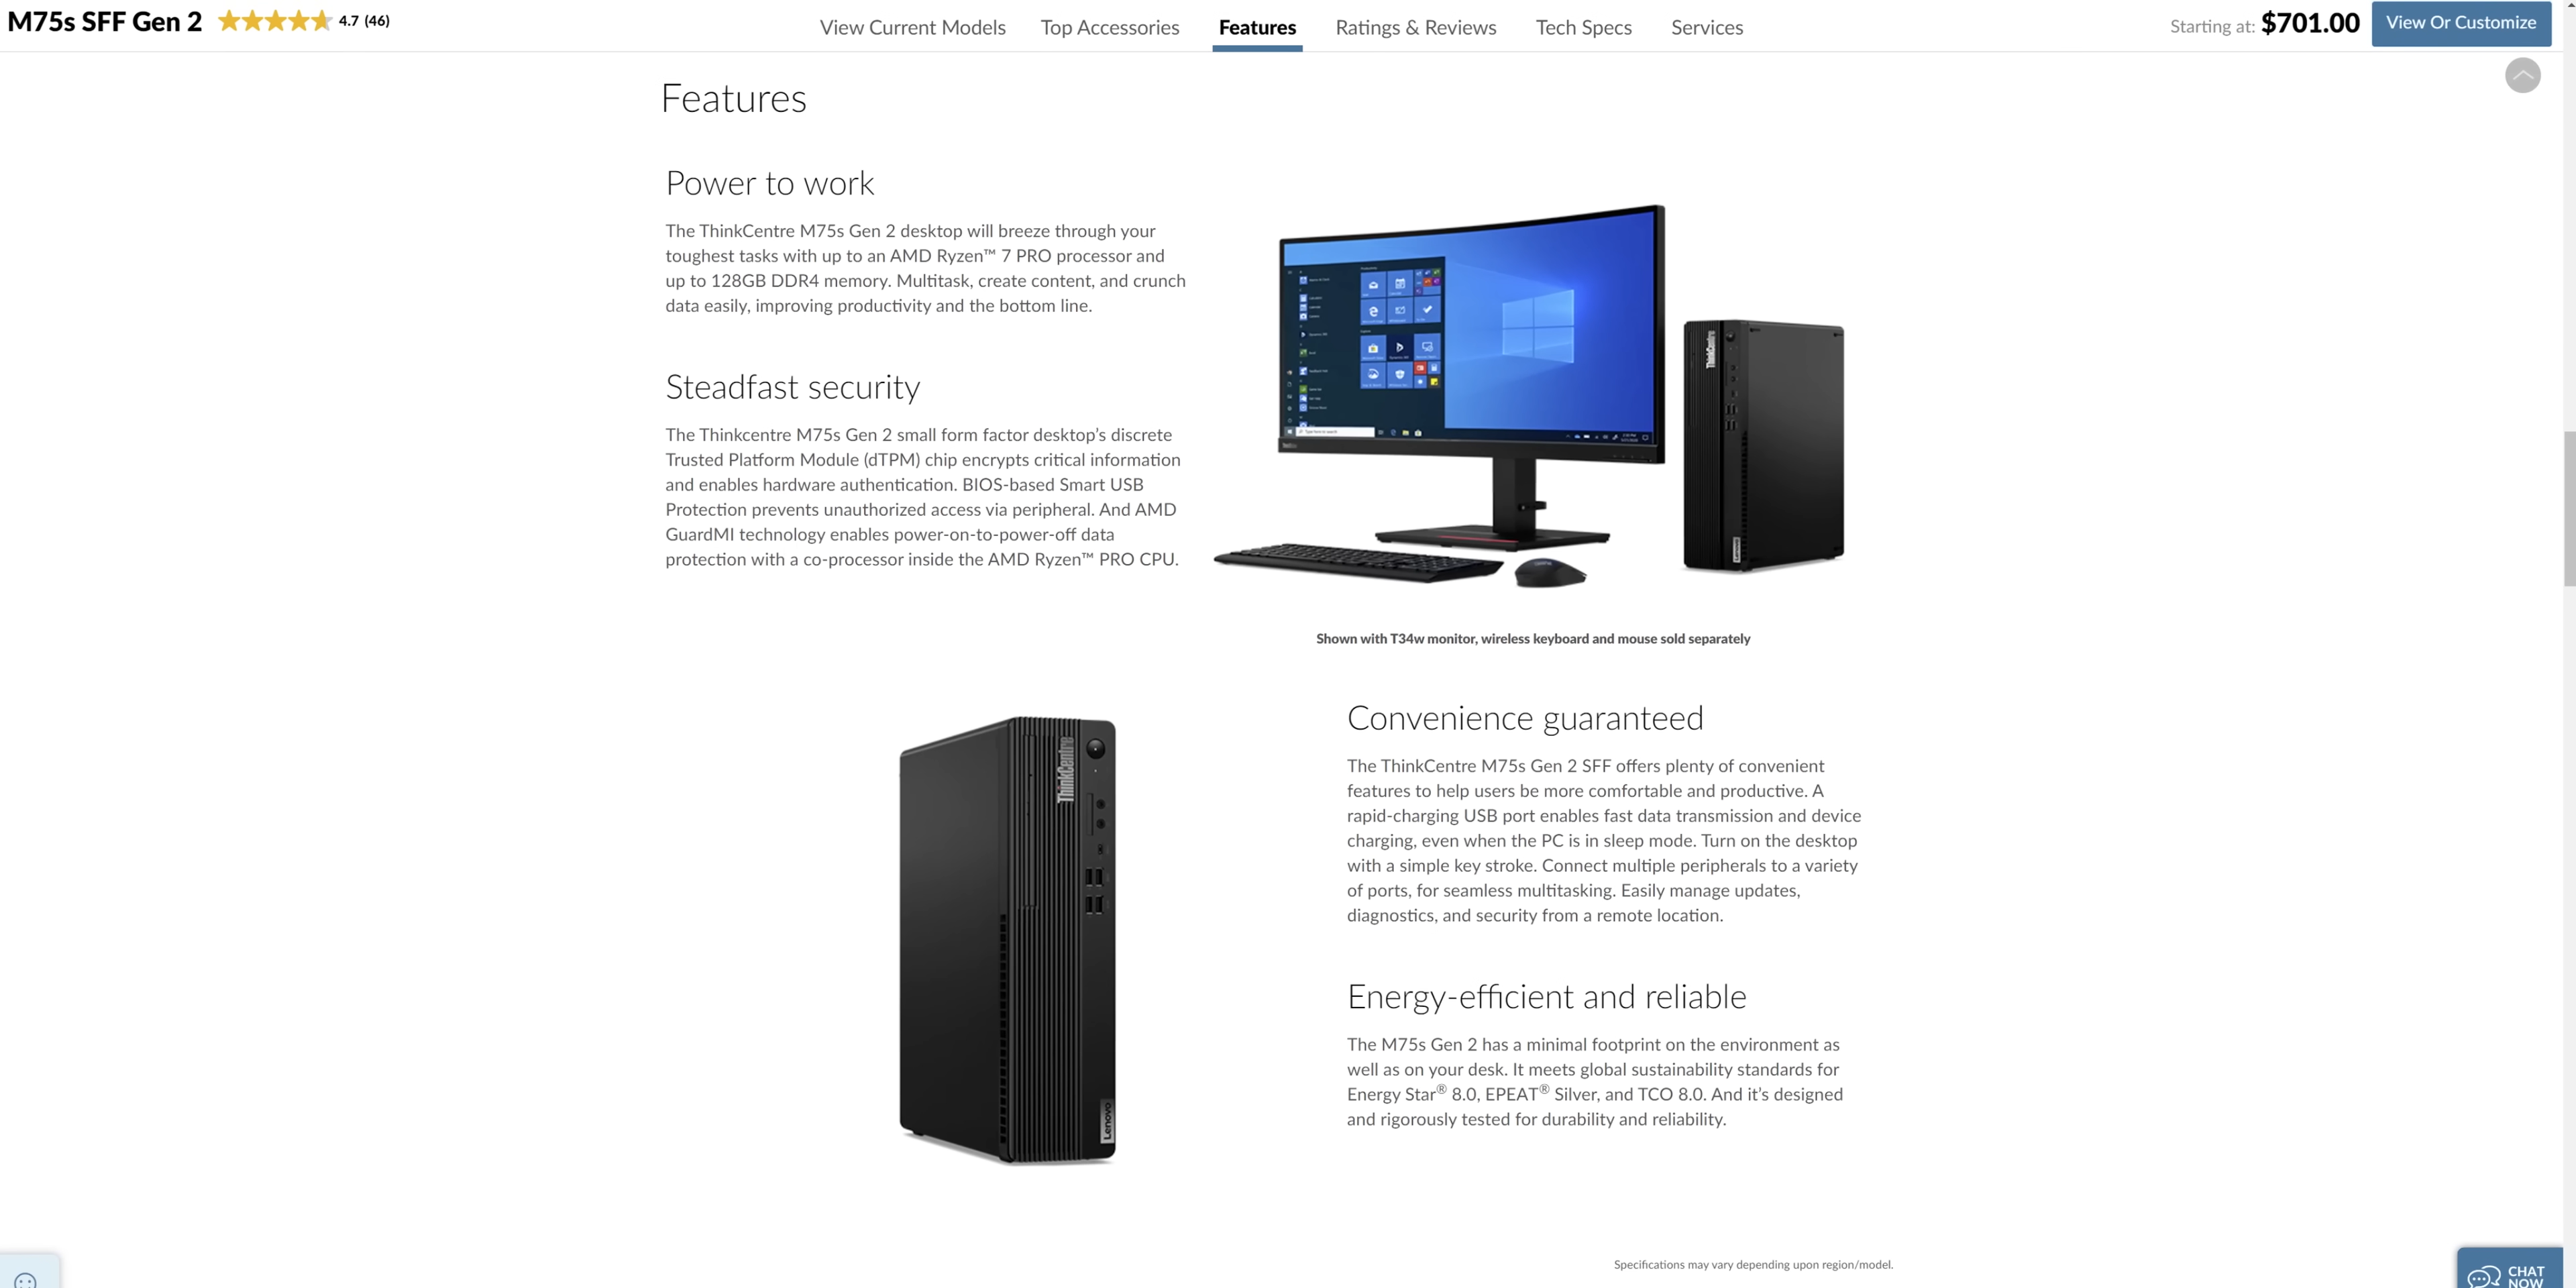 M75s SFF Gen 2 4.7 (46)
View Current Models Top Accessories Features Ratings & Reviews Tech Specs Services
Starting at: $701.00 View Or Customize
Features
Power to work
The ThinkCentre M75s Gen 2 desktop will breeze through your
toughest tasks with up to an AMD Ryzen™ 7 PRO processor and
up to 128GB DDR4 memory. Multitask, create content, and crunch
data easily, improving productivity and the bottom line.
Steadfast security
The Thinkcentre M75s Gen 2 small form factor desktop’s discrete
Trusted Platform Module (dTPM) chip encrypts critical information
and enables hardware authentication. BIOS-based Smart USB
Protection prevents unauthorized access via peripheral. And AMD
GuardMI technology enables power-on-to-power-off data
protection with a co-processor inside the AMD Ryzen™ PRO CPU.
ThinkCentre
Lenovo
Shown with T34w monitor, wireless keyboard and mouse sold separately
ThinkCentre
Lenovo
Convenience guaranteed
The ThinkCentre M75s Gen 2 SFF offers plenty of convenient
features to help users be more comfortable and productive. A
rapid-charging USB port enables fast data transmission and device
charging, even when the PC is in sleep mode. Turn on the desktop
with a simple key stroke. Connect multiple peripherals to a variety
of ports, for seamless multitasking. Easily manage updates,
diagnostics, and security from a remote location.
Energy-efficient and reliable
The M75s Gen 2 has a minimal footprint on the environment as
well as on your desk. It meets global sustainability standards for
Energy Star® 8.0, EPEAT® Silver, and TCO 8.0. And it’s designed
and rigorously tested for durability and reliability.
Specifications may vary depending upon region/model.
CHAT
NOW